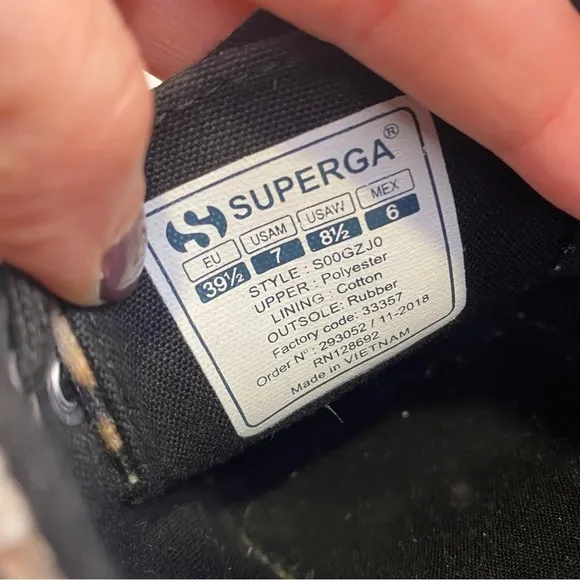 SUPERGA®
EU USAM USAW MEX
39½ 7 8½ 6
STYLE : S00GZJ0
UPPER : Polyester
LINING : Cotton
OUTSOLE: Rubber
Factory code: 33357
Order N° : 293052 / 11-2018
RN128692
Made in VIETNAM